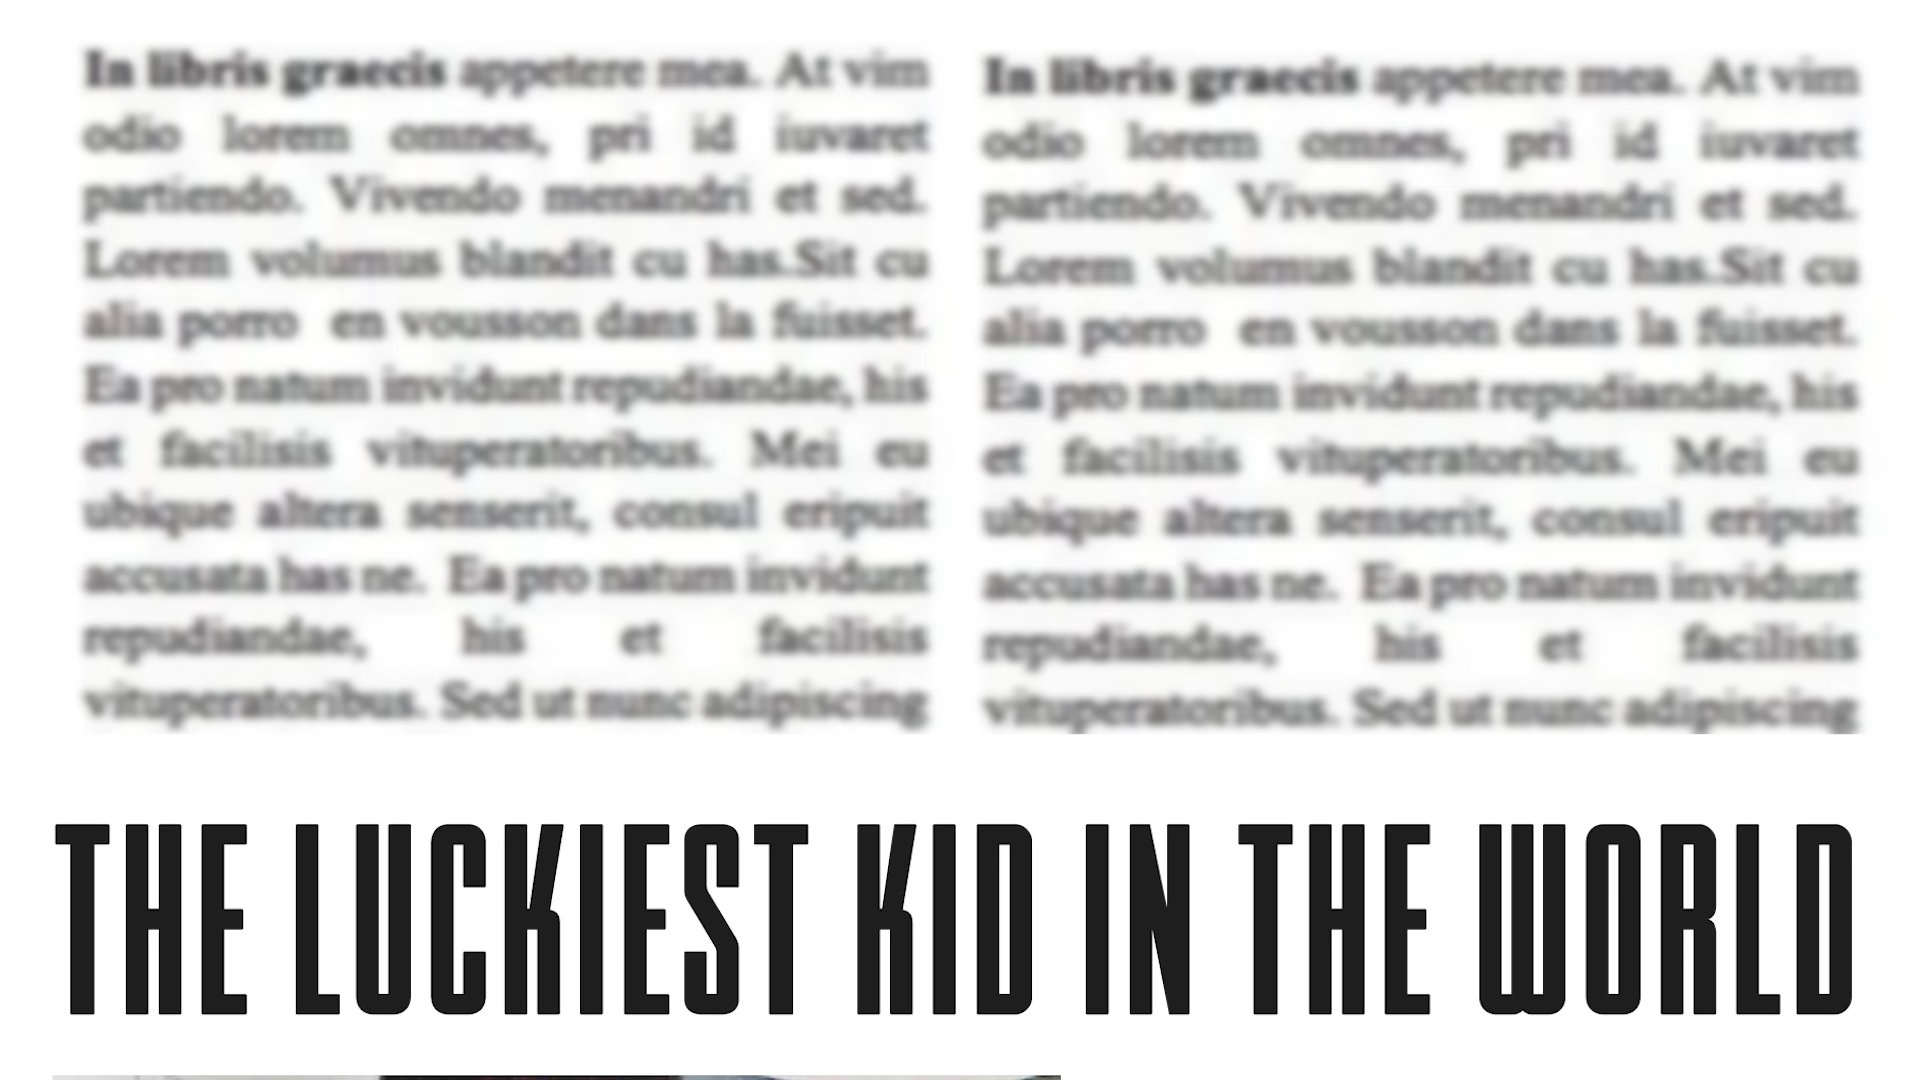 In libris graecis appetere mea. At vim
odio lorem omnes, pri id iuvaret
partiendo. Vivendo menandri et sed.
Lorem volumus blandit cu has.Sit cu
alia porro en vousson dans la fuisset.
Ea pro natum invidunt repudiandae, his
et facilisis vituperatoribus. Mei eu
ubique altera senserit, consul eripuit
accusata has ne. Ea pro natum invidunt
repudiandae, his et facilisis
vituperatoribus. Sed ut nunc adipiscing
In libris graecis appetere mea. At vim
odio lorem omnes, pri id iuvaret
partiendo. Vivendo menandri et sed.
Lorem volumus blandit cu has.Sit cu
alia porro en vousson dans la fuisset.
Ea pro natum invidunt repudiandae, his
et facilisis vituperatoribus. Mei eu
ubique altera senserit, consul eripuit
accusata has ne. Ea pro natum invidunt
repudiandae, his et facilisis
vituperatoribus. Sed ut nunc adipiscing
THE LUCKIEST KID IN THE WORLD